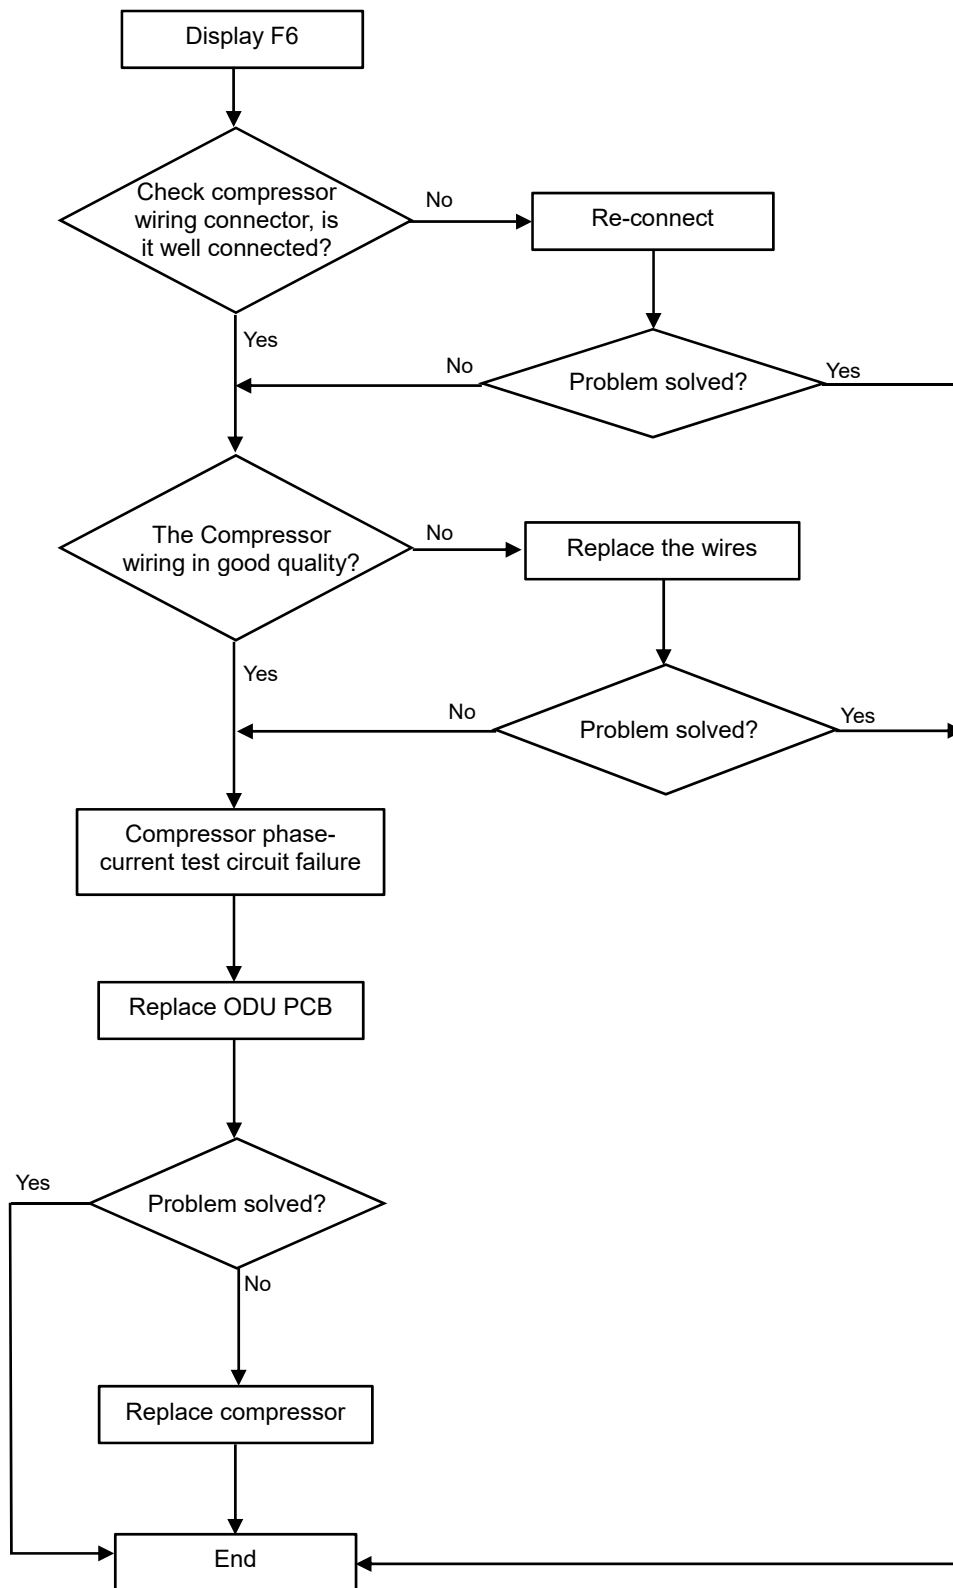 Display F6
Check compressor
wiring connector, is
it well connected?
No
Re-connect
Yes
No
Problem solved?
Yes
The Compressor
wiring in good quality?
No
Replace the wires
Yes
No
Problem solved?
Yes
Compressor phase-
current test circuit failure
Replace ODU PCB
Yes
Problem solved?
No
Replace compressor
End